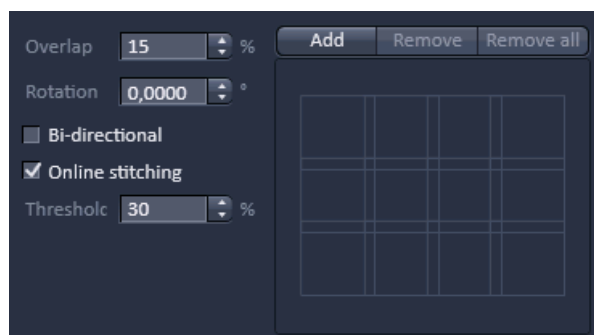 Overlap 15 %
Add Remove Remove all
Rotation 0,0000 °
Bi-directional
Online stitching
Thresholc 30 %